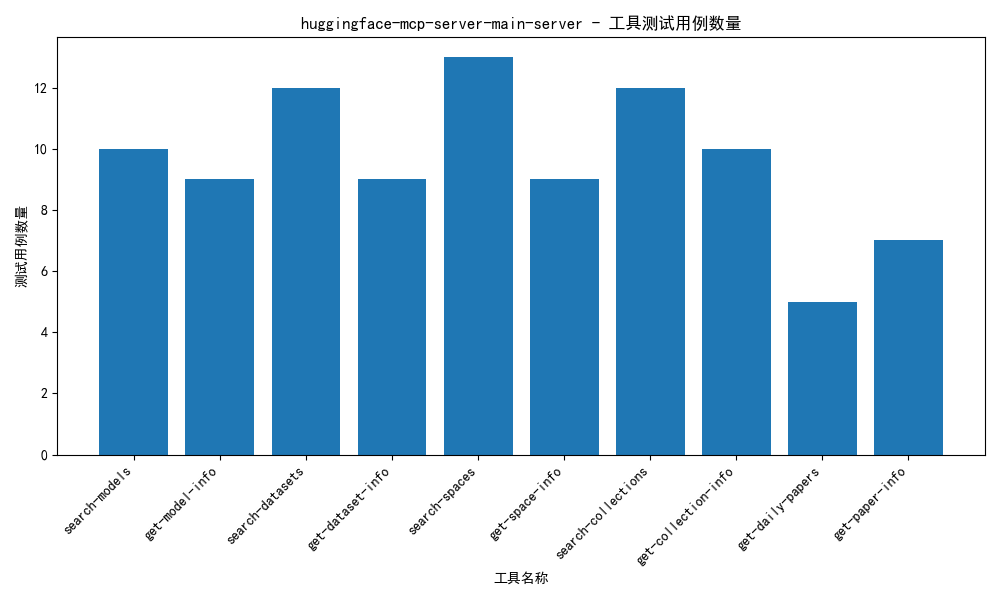 huggingface-mcp-server-main-server - 工具测试用例数量
测试用例数量
12
10
8
6
4
2
0
search-models
get-model-info
search-datasets
get-dataset-info
search-spaces
get-space-info
search-collections
get-collection-info
get-daily-papers
get-paper-info
工具名称